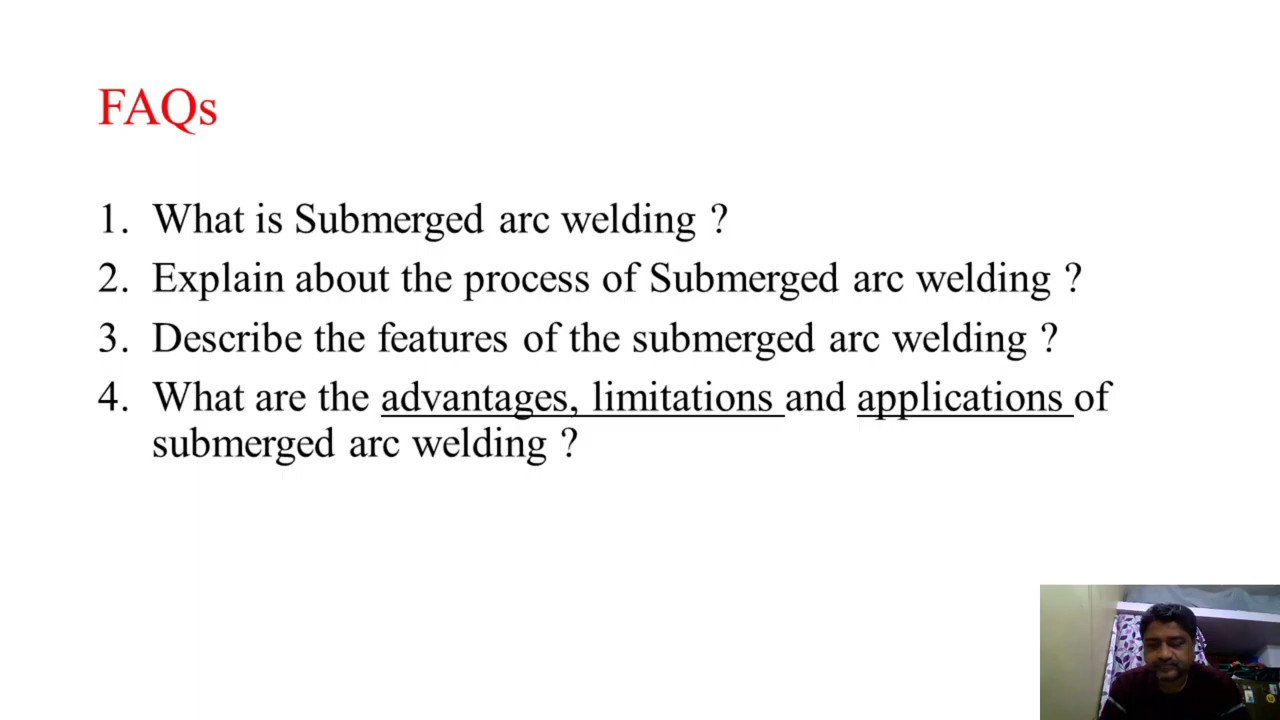 FAQs
1. What is Submerged arc welding ?
2. Explain about the process of Submerged arc welding ?
3. Describe the features of the submerged arc welding ?
4. What are the advantages, limitations and applications of
submerged arc welding ?